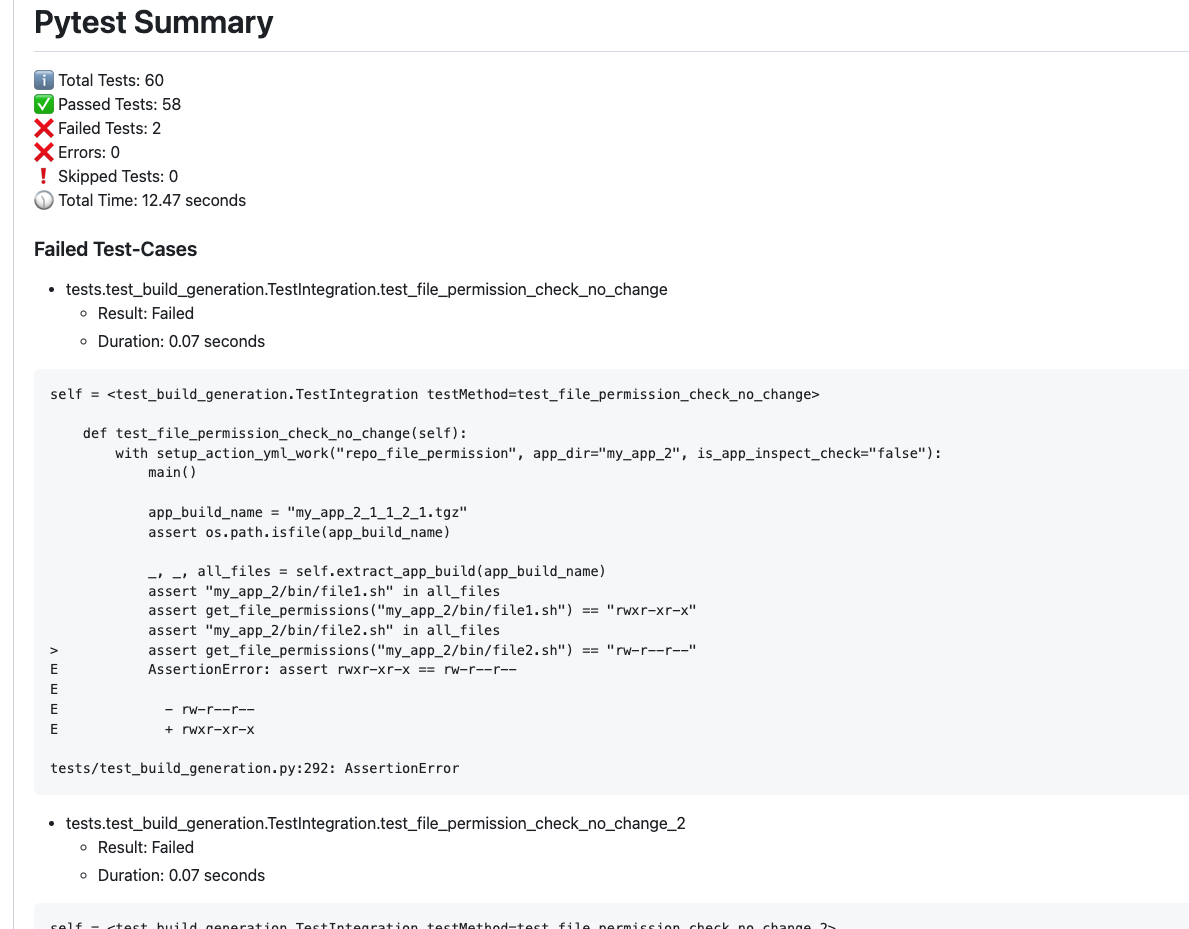 Pytest Summary
Total Tests: 60
Passed Tests: 58
Failed Tests: 2
Errors: 0
Skipped Tests: 0
Total Time: 12.47 seconds
Failed Test-Cases
tests.test_build_generation.TestIntegration.test_file_permission_check_no_change
Result: Failed
Duration: 0.07 seconds
self = <test_build_generation.TestIntegration testMethod=test_file_permission_check_no_change>
    def test_file_permission_check_no_change(self):
        with setup_action_yml_work("repo_file_permission", app_dir="my_app_2", is_app_inspect_check="false"):
            main()
            app_build_name = "my_app_2_1_1_2_1.tgz"
            assert os.path.isfile(app_build_name)
            _, _, all_files = self.extract_app_build(app_build_name)
            assert "my_app_2/bin/file1.sh" in all_files
            assert get_file_permissions("my_app_2/bin/file1.sh") == "rwxr-xr-x"
            assert "my_app_2/bin/file2.sh" in all_files
>           assert get_file_permissions("my_app_2/bin/file2.sh") == "rw-r--r--"
E           AssertionError: assert rwxr-xr-x == rw-r--r--
E
E             - rw-r--r--
E             + rwxr-xr-x
tests/test_build_generation.py:292: AssertionError
tests.test_build_generation.TestIntegration.test_file_permission_check_no_change_2
Result: Failed
Duration: 0.07 seconds
self = <test_build_generation.TestIntegration testMethod=test_file_permission_check_no_change_2>